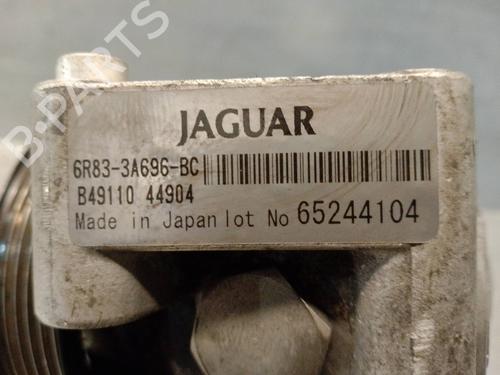 JAGUAR
6R83-3A696-BC
B49110 44904
Made in Japan lot No 65244104
B-PARTS